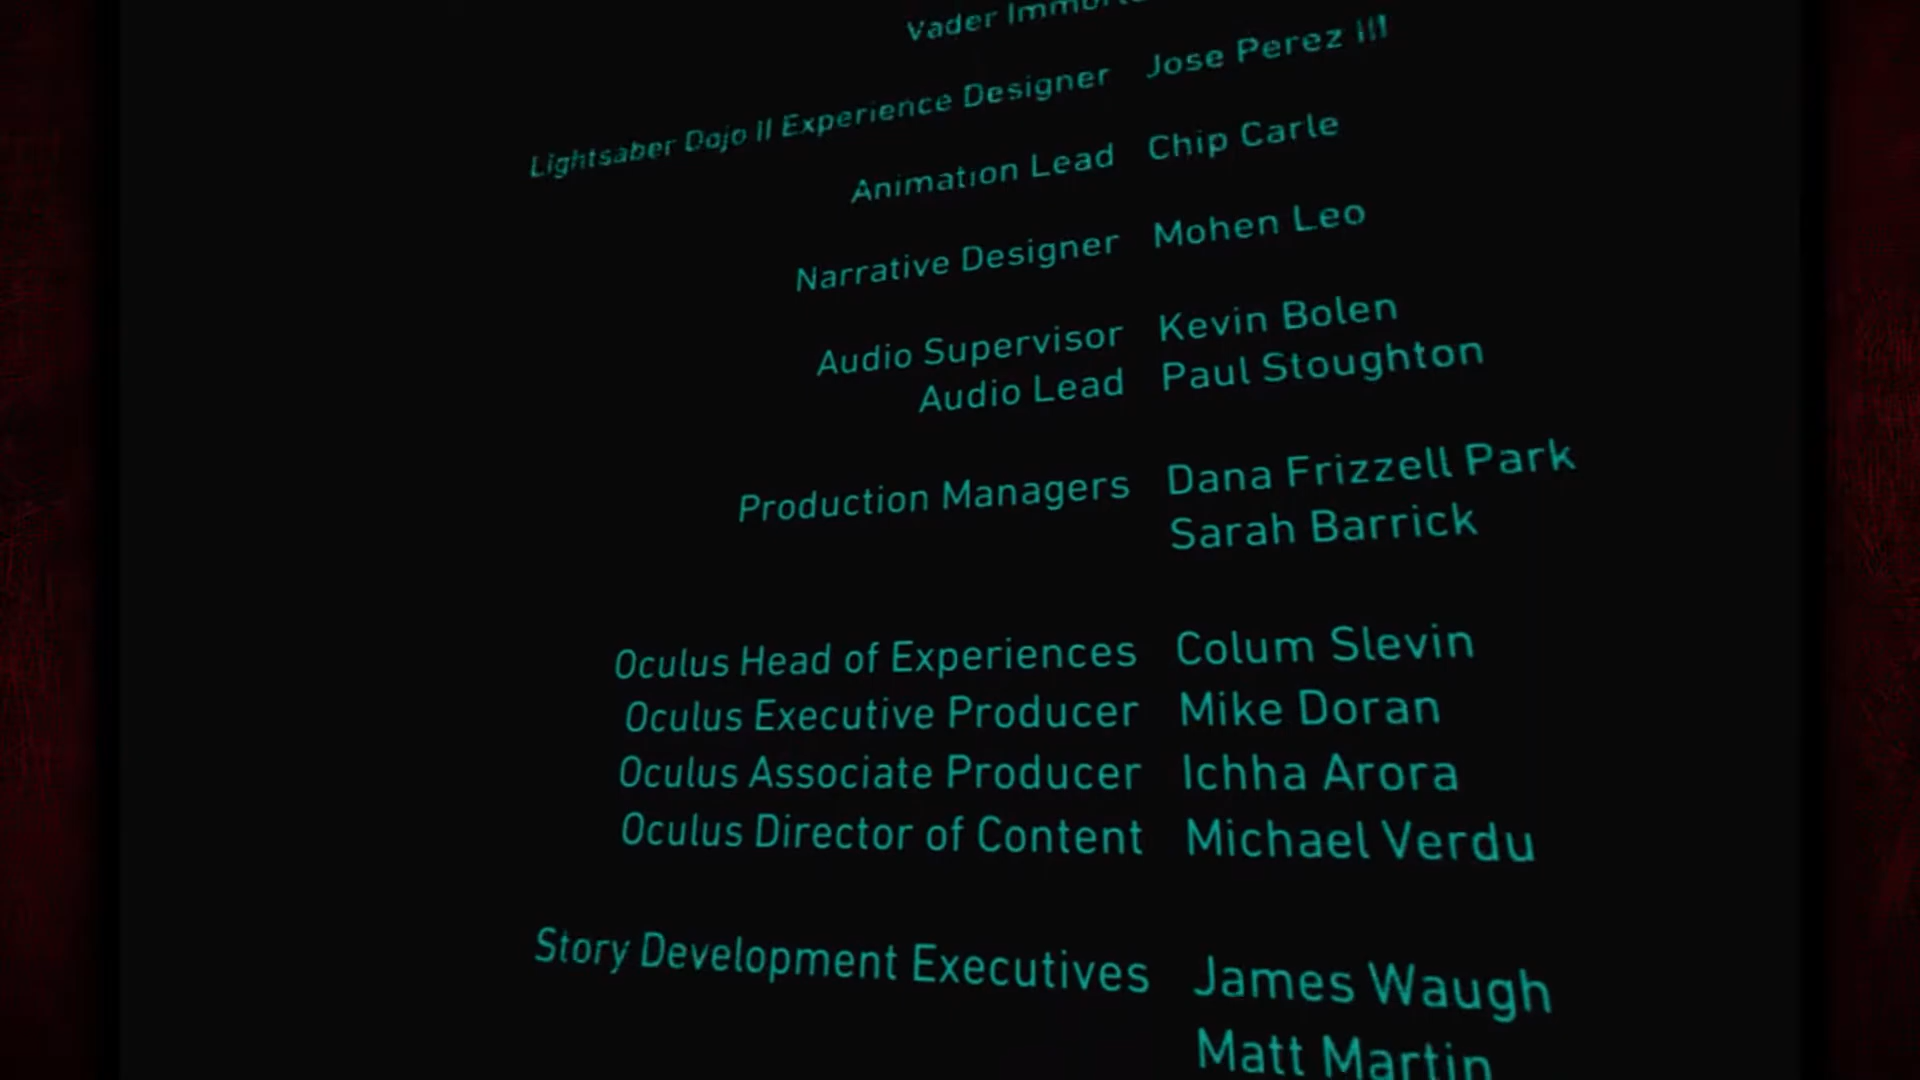 Vader
Lightsaber Dojo II Experience Designer Jose Perez III
Animation Lead Chip Carle
Narrative Designer Mohen Leo
Audio Supervisor Kevin Bolen
Audio Lead Paul Stoughton
Production Managers Dana Frizzell Park
Sarah Barrick
Oculus Head of Experiences Colum Slevin
Oculus Executive Producer Mike Doran
Oculus Associate Producer Ichha Arora
Oculus Director of Content Michael Verdu
Story Development Executives James Waugh
Matt Martin